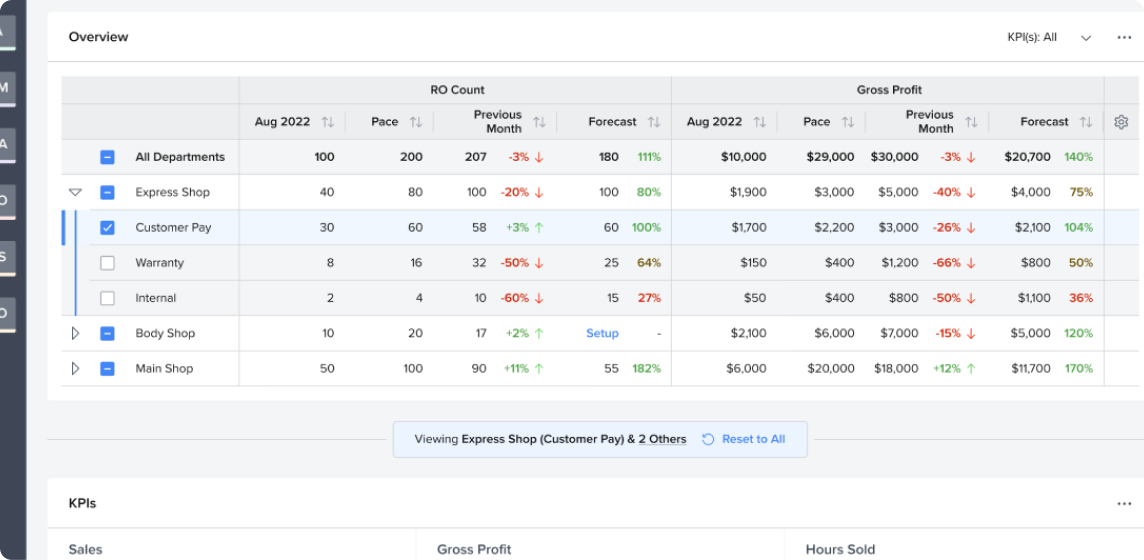 A
M
A
O
S
O
Overview
KPI(s): All
RO Count Gross Profit
Aug 2022 Pace Previous Month Forecast Aug 2022 Pace Previous Month Forecast
All Departments 100 200 207 -3% ↓ 180 111% $10,000 $29,000 $30,000 -3% ↓ $20,700 140%
Express Shop 40 80 100 -20% ↓ 100 80% $1,900 $3,000 $5,000 -40% ↓ $4,000 75%
Customer Pay 30 60 58 +3% ↑ 60 100% $1,700 $2,200 $3,000 -26% ↓ $2,100 104%
Warranty 8 16 32 -50% ↓ 25 64% $150 $400 $1,200 -66% ↓ $800 50%
Internal 2 4 10 -60% ↓ 15 27% $50 $400 $800 -50% ↓ $1,100 36%
Body Shop 10 20 17 +2% ↑ Setup - $2,100 $6,000 $7,000 -15% ↓ $5,000 120%
Main Shop 50 100 90 +11% ↑ 55 182% $6,000 $20,000 $18,000 +12% ↑ $11,700 170%
Viewing Express Shop (Customer Pay) & 2 Others Reset to All
KPIs
Sales Gross Profit Hours Sold